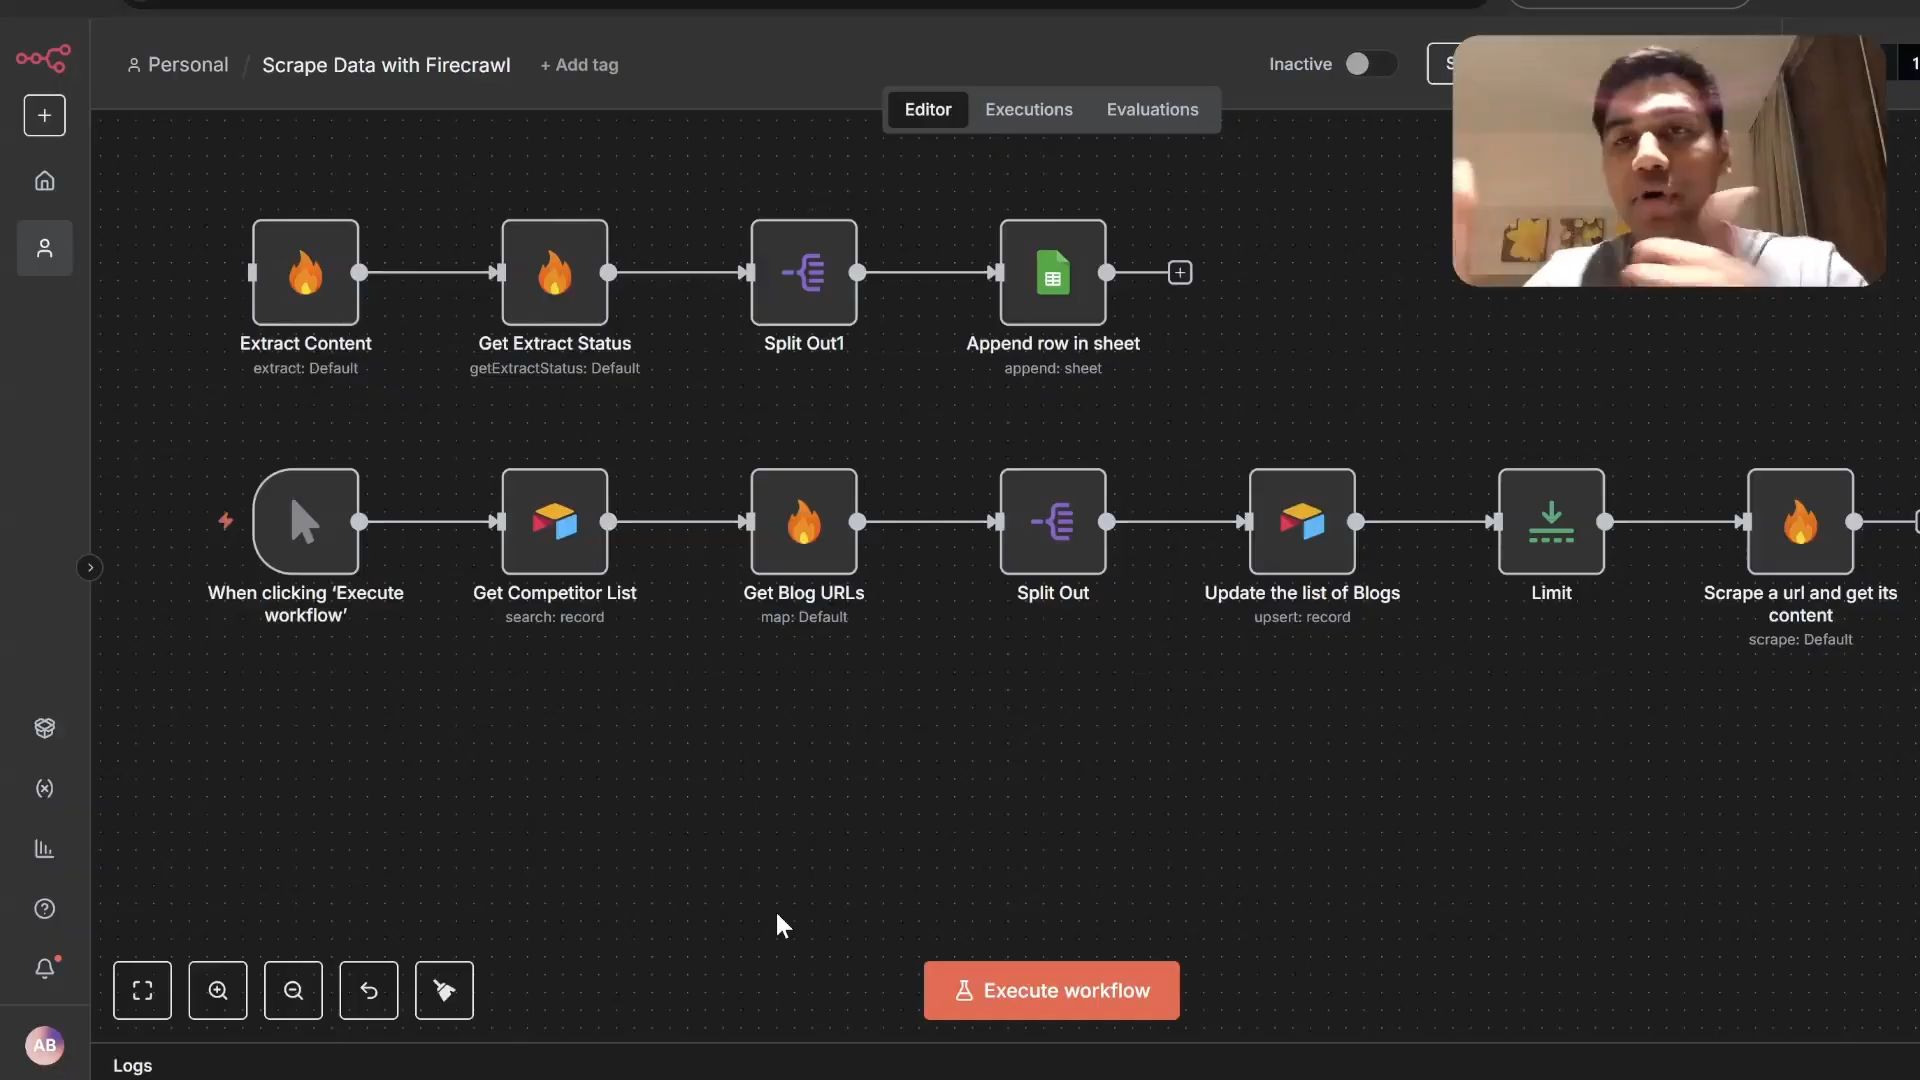 Personal / Scrape Data with Firecrawl + Add tag
Inactive
Editor Executions Evaluations
Extract Content
extract: Default
Get Extract Status
getExtractStatus: Default
Split Out1
Append row in sheet
append: sheet
When clicking ‘Execute
workflow’
Get Competitor List
search: record
Get Blog URLs
map: Default
Split Out
Update the list of Blogs
upsert: record
Limit
Scrape a url and get its
content
scrape: Default
Execute workflow
AB
Logs